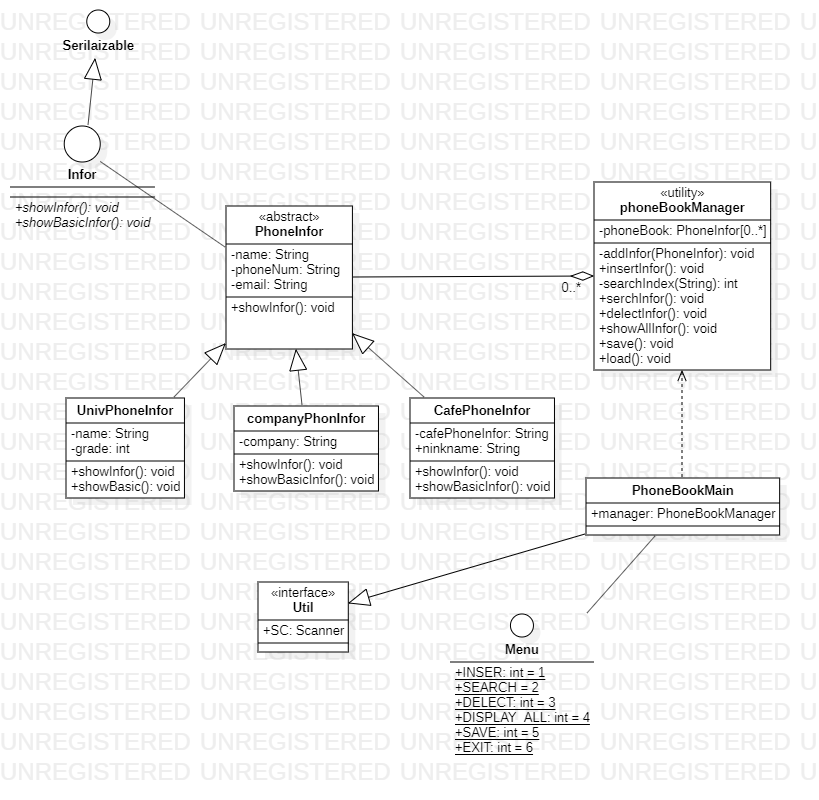 Serilaizable
Infor
+showInfor(): void
+showBasicInfor(): void
«abstract»
PhoneInfor
-name: String
-phoneNum: String
-email: String
+showInfor(): void
«utility»
phoneBookManager
-phoneBook: PhoneInfor[0..*]
-addInfor(PhoneInfor): void
+insertInfor(): void
-searchIndex(String): int
+serchInfor(): void
+delectInfor(): void
+showAllInfor(): void
+save(): void
+load(): void
0..*
UnivPhoneInfor
-name: String
-grade: int
+showInfor(): void
+showBasic(): void
companyPhonInfor
-company: String
+showInfor(): void
+showBasicInfor(): void
CafePhoneInfor
-cafePhoneInfor: String
+ninkname: String
+showInfor(): void
+showBasicInfor(): void
PhoneBookMain
+manager: PhoneBookManager
«interface»
Util
+SC: Scanner
Menu
+INSER: int = 1
+SEARCH = 2
+DELECT: int = 3
+DISPLAY_ALL: int = 4
+SAVE: int = 5
+EXIT: int = 6
UNREGISTERED